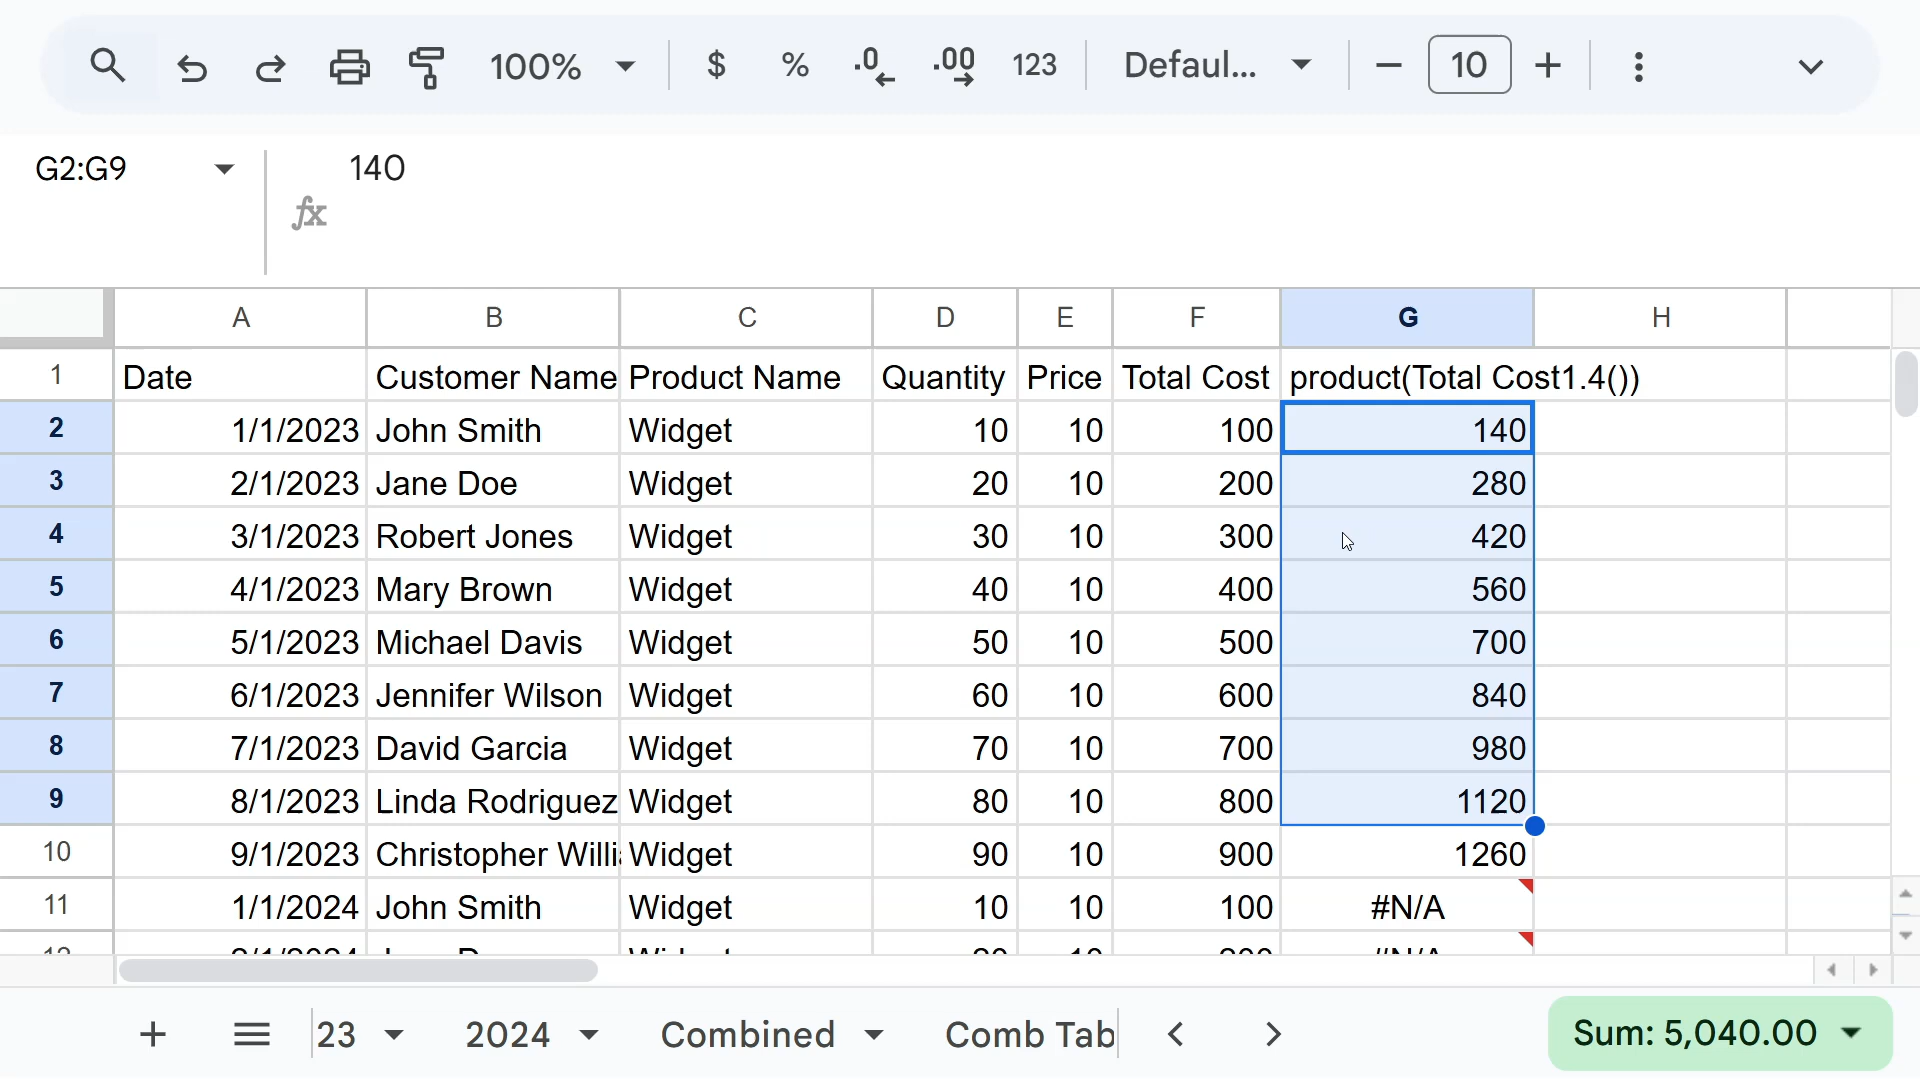 100% $ % .0 .00 123 Defaul... 10
G2:G9 140
fx
A B C D E F G H
1 Date Customer Name Product Name Quantity Price Total Cost product(Total Cost1.4())
2 1/1/2023 John Smith Widget 10 10 100 140
3 2/1/2023 Jane Doe Widget 20 10 200 280
4 3/1/2023 Robert Jones Widget 30 10 300 420
5 4/1/2023 Mary Brown Widget 40 10 400 560
6 5/1/2023 Michael Davis Widget 50 10 500 700
7 6/1/2023 Jennifer Wilson Widget 60 10 600 840
8 7/1/2023 David Garcia Widget 70 10 700 980
9 8/1/2023 Linda Rodriguez Widget 80 10 800 1120
10 9/1/2023 Christopher Willi Widget 90 10 900 1260
11 1/1/2024 John Smith Widget 10 10 100 #N/A
23 2024 Combined Comb Tab Sum: 5,040.00